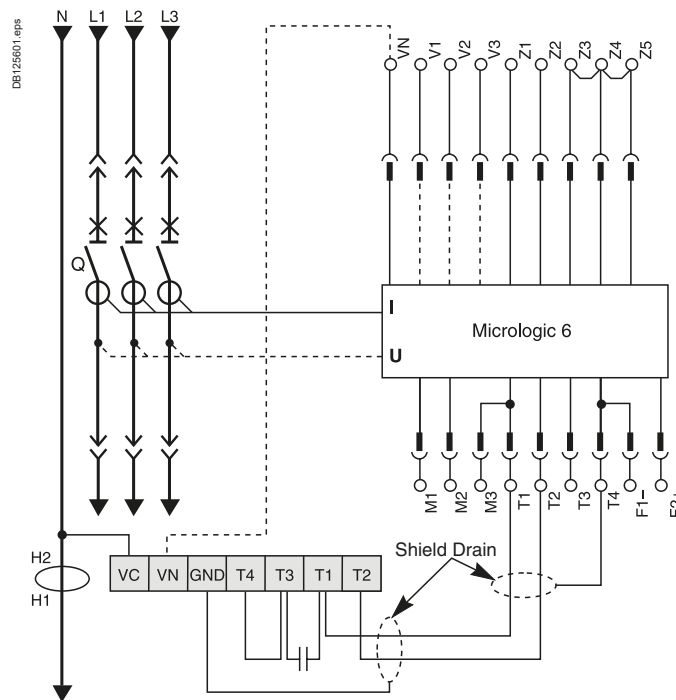 DB125601.eps
N L1 L2 L3
VN V1 V2 V3 Z1 Z2 Z3 Z4 Z5
Q
I
Micrologic 6
U
M1 M2 M3 T1 T2 T3 T4 F1–
Shield Drain
H2
H1
VC VN GND T4 T3 T1 T2